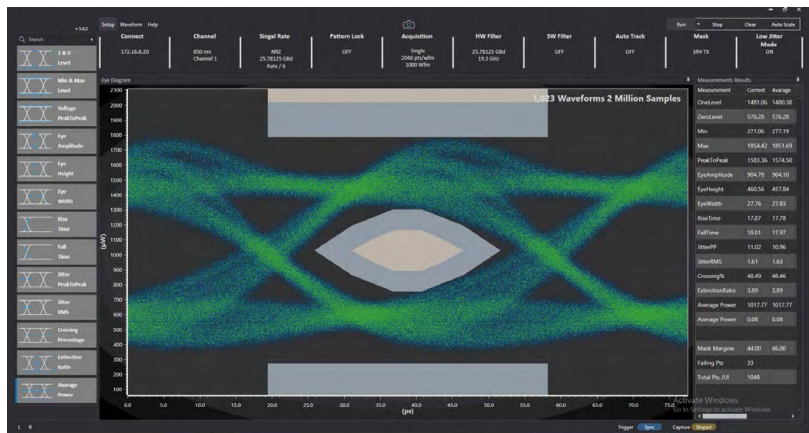 v 5.0.2
Setup Waveform Help
Run Stop Clear Auto Scale
Search
Connect
172.16.8.20
Channel
850 nm
Channel 1
Singal Rate
NRZ
25.78125 GBd
Rate / 8
Pattern Lock
OFF
Acquisition
Single
2048 pts/wfm
1000 Wfm
HW Filter
25.78125 GBd
19.3 GHz
SW Filter
OFF
Auto Track
OFF
Mask
SR4 TX
Low Jitter
Mode
ON
1 & 0
Level
Min & Max
Level
Voltage
PeakToPeak
Eye
Amplitude
Eye
Height
Eye
Width
Rise
Time
Fall
Time
Jitter
PeakToPeak
Jitter
RMS
Crossing
Percentage
Extinction
Ratio
Average
Power
L R
Eye Diagram
1,023 Waveforms 2 Million Samples
2100
2000
1900
1800
1700
1600
1500
1400
1300
1200
1100
1000
900
800
700
600
500
400
300
200
100
(µW)
0.0 5.0 10.0 15.0 20.0 25.0 30.0 35.0 40.0 45.0 50.0 55.0 60.0 65.0 70.0 75.0
(ps)
Measurements Results
Measurement Current Avarage
OneLevel 1481.06 1480.38
ZeroLevel 576.28 576.28
Min 271.06 277.19
Max 1854.42 1851.69
PeakToPeak 1583.36 1574.50
EyeAmplitude 904.78 904.10
EyeHeight 460.56 457.84
EyeWidth 27.76 27.83
RiseTime 17.87 17.78
FallTime 18.01 17.97
JitterPP 11.02 10.96
JitterRMS 1.61 1.63
Crossing% 48.49 48.46
ExtinctionRatio 3.89 3.89
Average Power 1017.77 1017.77
Average Power 0.08 0.08
Mask Margine 44.00 46.00
Failing Pts 33
Total Pts /UI 1048
Activate Windows
Go to Settings to activate Windows.
Trigger Sync Capture Stoped